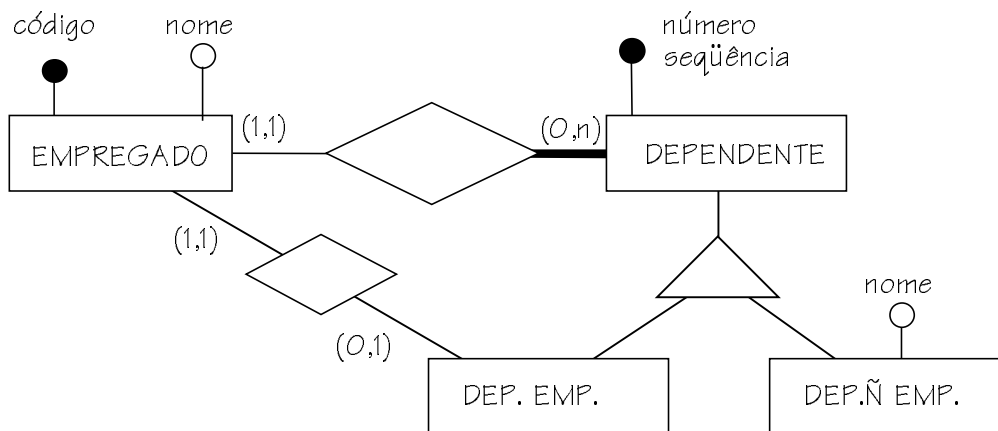 código
nome
número
seqüência
(1,1)
(0,n)
EMPREGADO
DEPENDENTE
(1,1)
nome
(0,1)
DEP. EMP.
DEP.Ñ EMP.